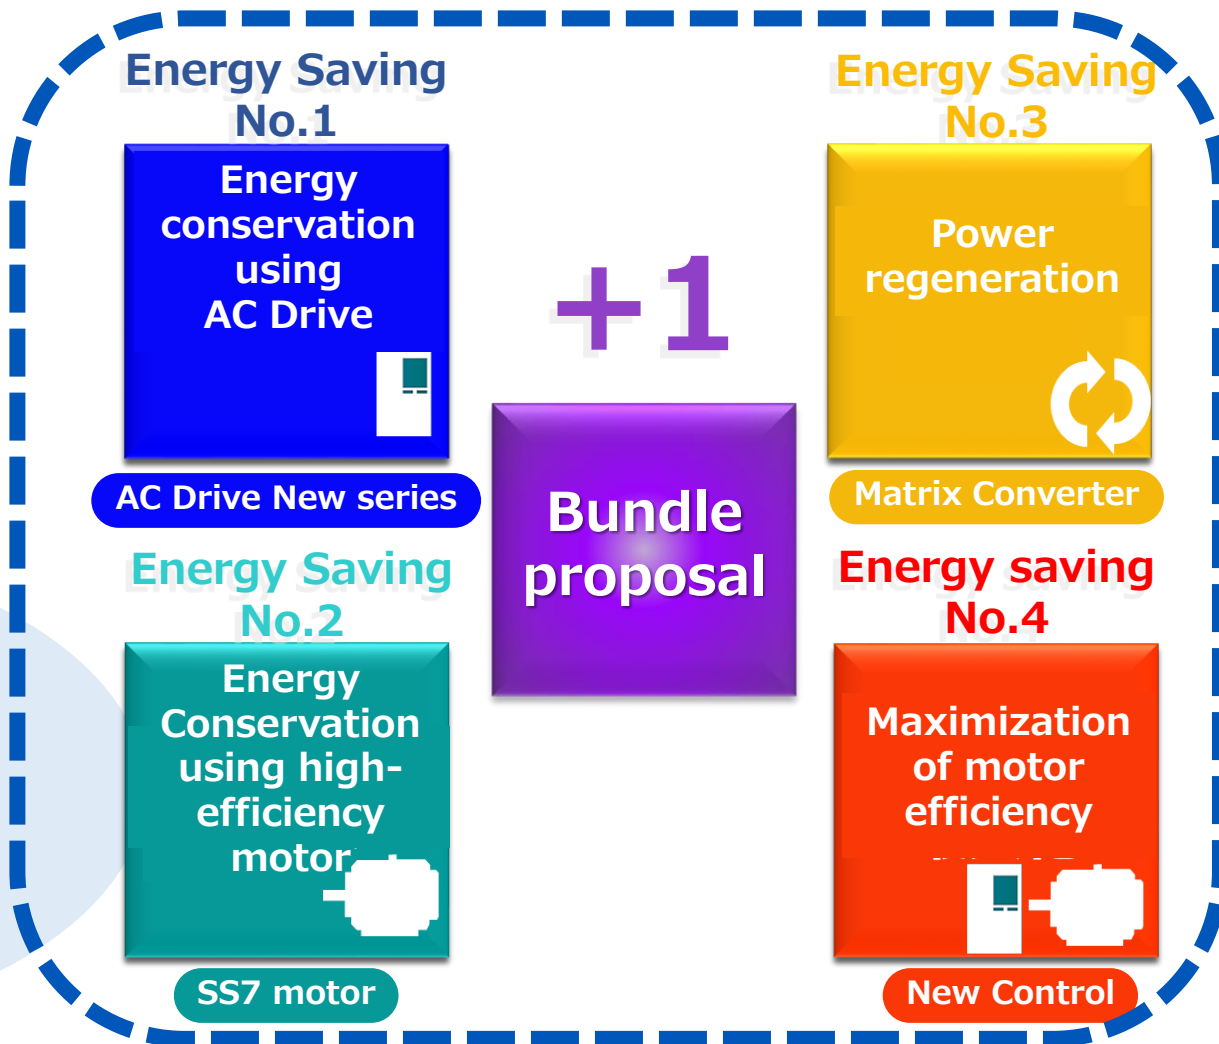 Energy Saving
No.1
Energy
conservation
using
AC Drive
AC Drive New series
Energy Saving
No.2
Energy
Conservation
using high-
efficiency
motor
SS7 motor
+1
Bundle
proposal
Energy Saving
No.3
Power
regeneration
Matrix Converter
Energy saving
No.4
Maximization
of motor
efficiency
New Control